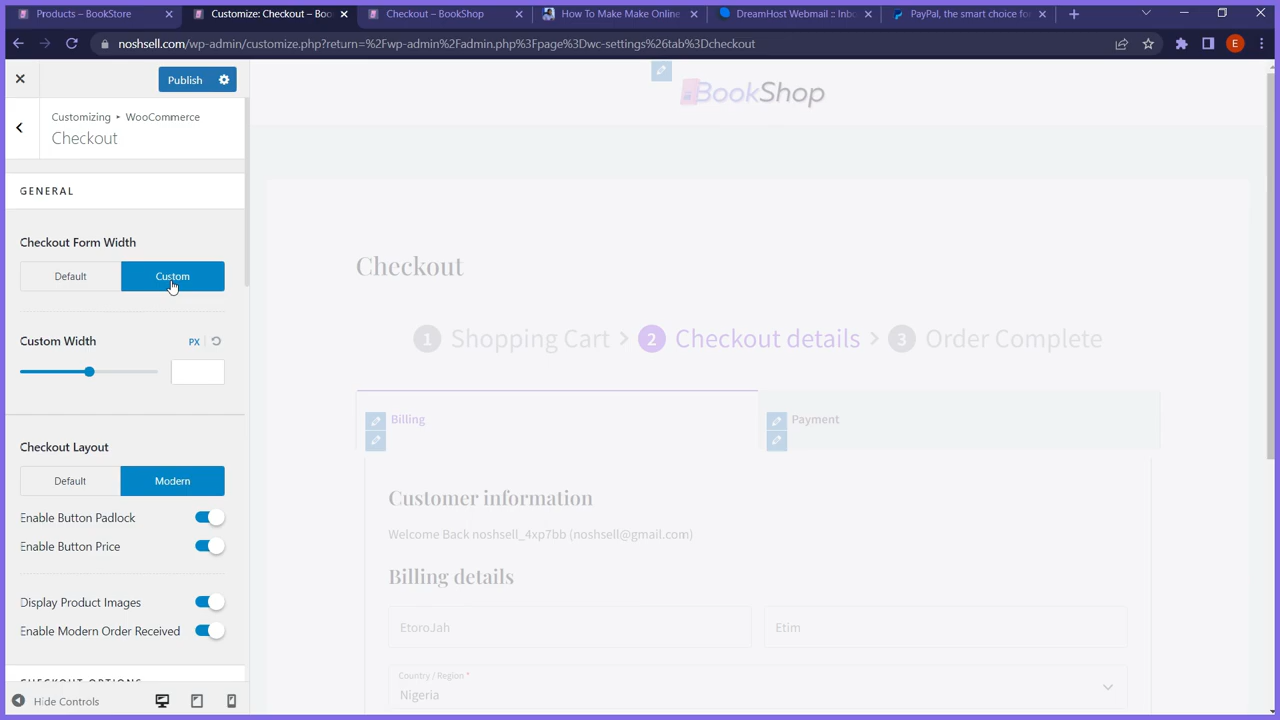 Products – BookStore
Customize: Checkout – Boo
Checkout – BookShop
How To Make Make Online
DreamHost Webmail :: Inb
PayPal, the smart choice fo
noshsell.com/wp-admin/customize.php?return=%2Fwp-admin%2Fadmin.php%3Fpage%3Dwc-settings%26tab%3Dcheckout
E
Publish
Customizing ▸ WooCommerce
Checkout
GENERAL
Checkout Form Width
Default
Custom
Custom Width
PX
Checkout Layout
Default
Modern
Enable Button Padlock
Enable Button Price
Display Product Images
Enable Modern Order Received
CHECKOUT OPTIONS
Hide Controls
BookShop
Checkout
1 Shopping Cart > 2 Checkout details > 3 Order Complete
Billing
Payment
Customer information
Welcome Back noshsell_4xp7bb (noshsell@gmail.com)
Billing details
EtoroJah
Etim
Country / Region *
Nigeria